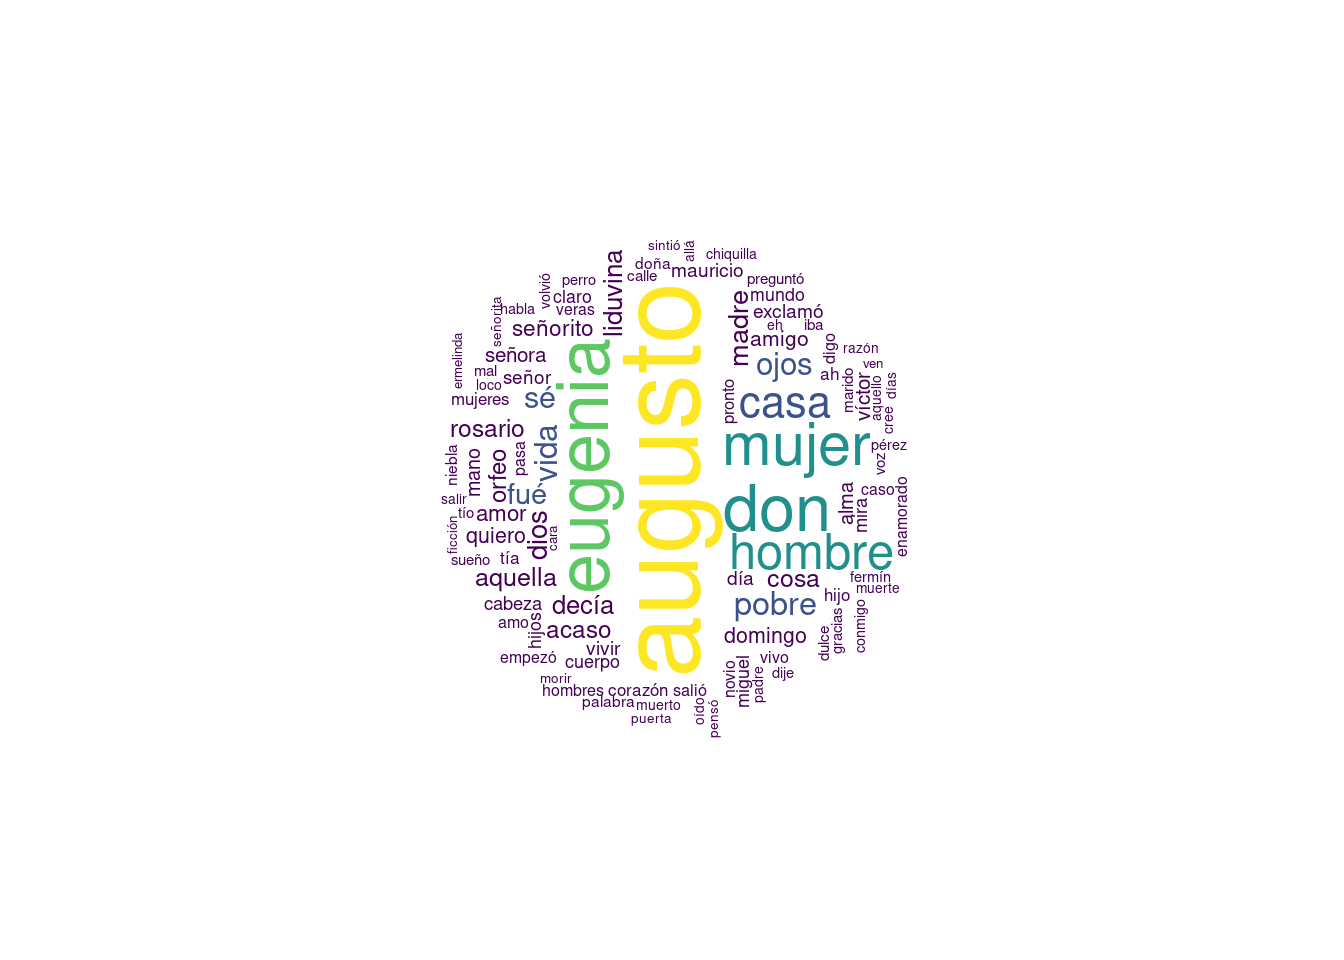 sintió
allá
chiquilla
doña
mauricio
calle
preguntó
perro
volvió
claro
veras
habla
señorita
señorito
liduvina
madre
mundo
exclamó
eh
iba
amigo
digo
razón
ermelinda
señora
mal
loco
señor
mujeres
sé
eugenia
augusto
ojos
ah
ven
marido
víctor
aquello
días
cree
pronto
casa
mujer
pérez
voz
rosario
vida
niebla
mano
orfeo
pasa
fué
salir
tío
amor
ficción
quiero
dios
cara
sueño
tía
don
alma
mira
caso
enamorado
hombre
aquella
día
cosa
fermín
muerte
hijo
pobre
cabeza
decía
amo
hijos
acaso
domingo
dulce
gracias
conmigo
empezó
vivir
cuerpo
novio
miguel
padre
vivo
dije
morir
hombres
corazón
salió
palabra
muerto
puerta
oído
pensó